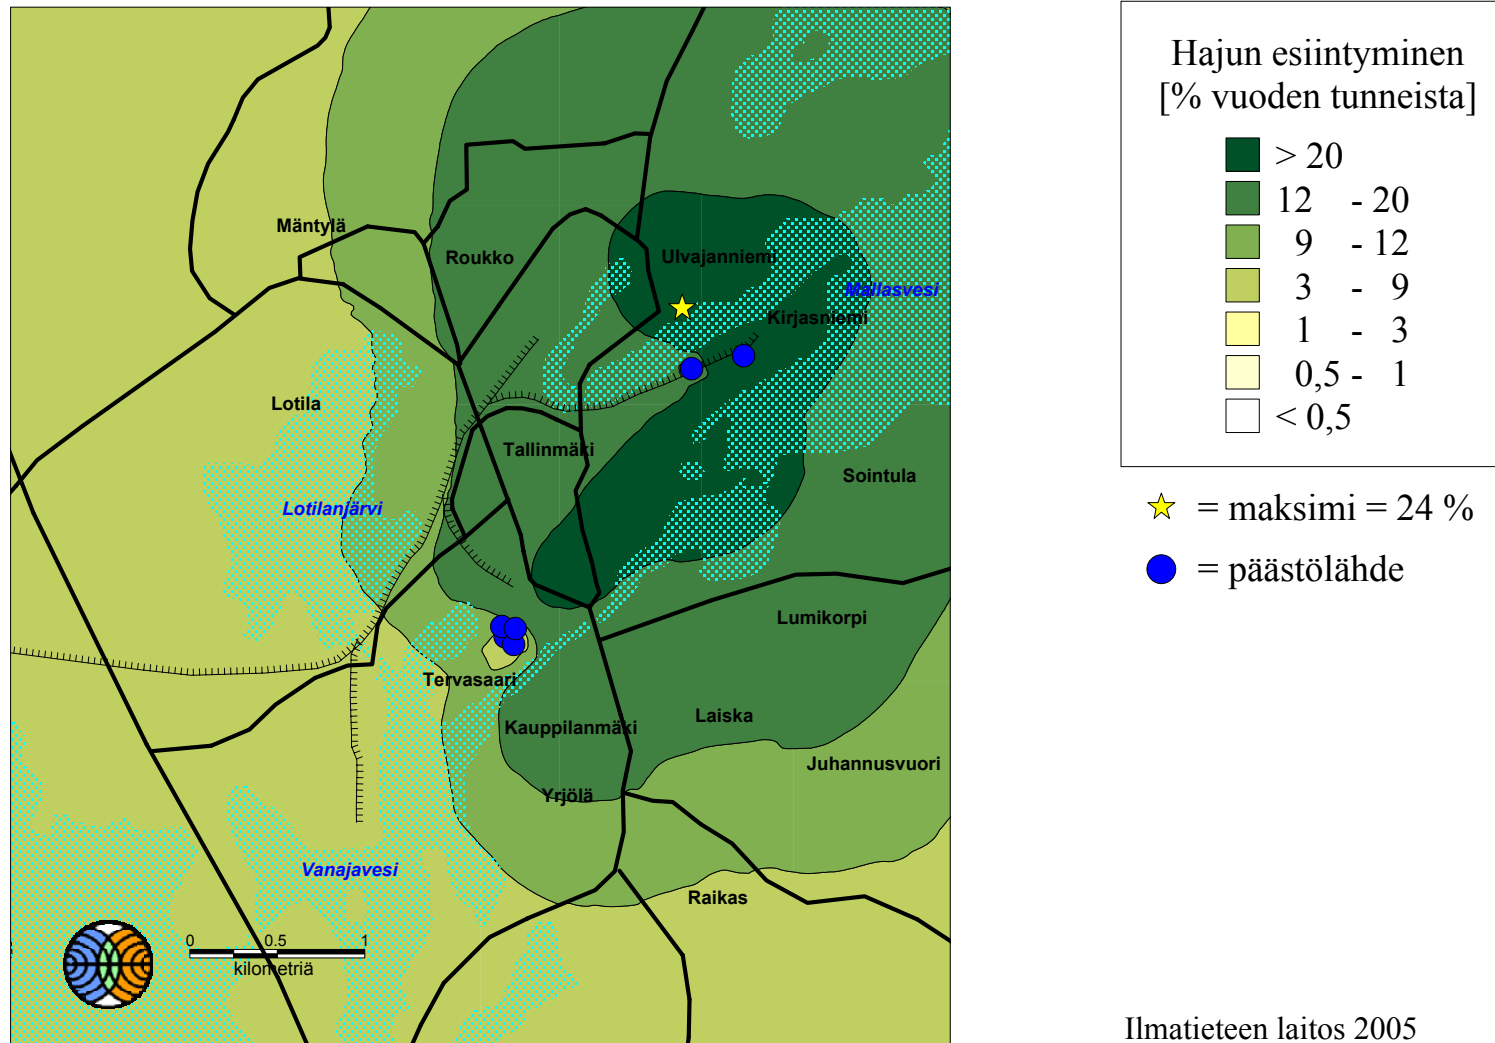 Mäntylä
Roukko
Ulvajanniemi
Mallasvesi
Kirjasniemi
Lotila
Tallinmäki
Sointula
Lotilanjärvi
Lumikorpi
Tervasaari
Laiska
Kauppilanmäki
Juhannusvuori
Yrjölä
Vanajavesi
Raikas
0 0.5 1
kilometriä
Hajun esiintyminen
[% vuoden tunneista]
> 20
12 - 20
9 - 12
3 - 9
1 - 3
0,5 - 1
< 0,5
= maksimi = 24 %
= päästölähde
Ilmatieteen laitos 2005